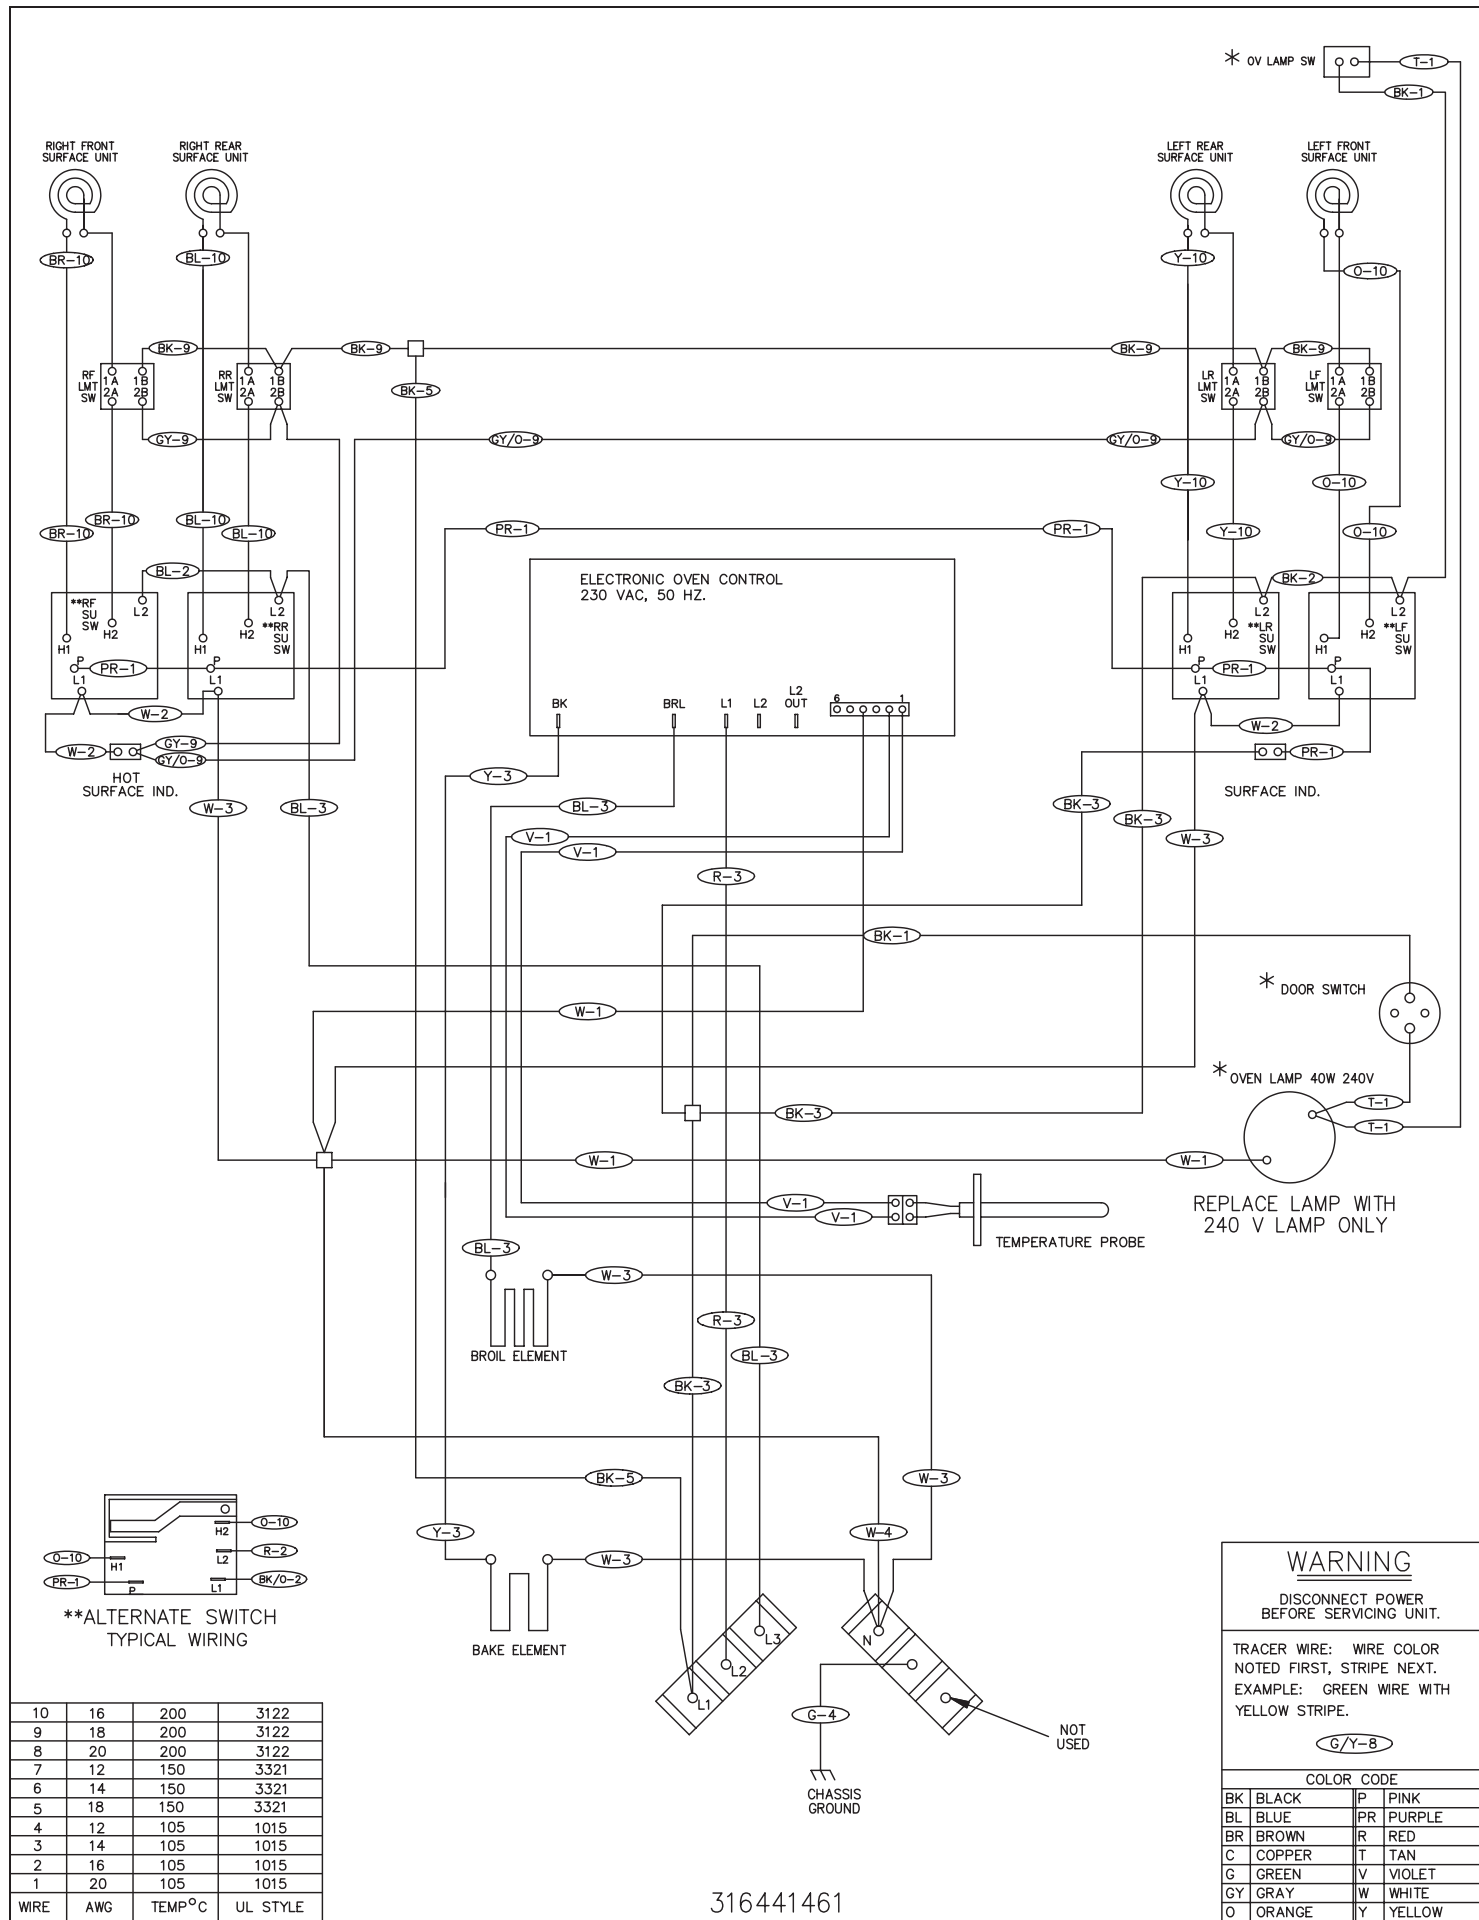 OV LAMP SW
T-1
BK-1
RIGHT FRONT
SURFACE UNIT
RIGHT REAR
SURFACE UNIT
LEFT REAR
SURFACE UNIT
LEFT FRONT
SURFACE UNIT
BR-10
BL-10
Y-10
O-10
BK-9
BK-9
BK-9
BK-9
RF
LMT
SW
1A
2A
1B
2B
RR
LMT
SW
1A
2A
1B
2B
BK-5
LR
LMT
SW
1A
2A
1B
2B
LF
LMT
SW
1A
2A
1B
2B
GY-9
GY/O-9
GY/O-9
GY/O-9
Y-10
O-10
BR-10
BR-10
BL-10
BL-10
PR-1
PR-1
Y-10
O-10
BL-2
BK-2
ELECTRONIC OVEN CONTROL
230 VAC, 50 HZ.
**RF
SU
SW
L2
H1
H2
P
L1
PR-1
**RR
SU
SW
L2
H1
H2
P
L1
**LR
SU
SW
L2
H1
H2
P
L1
PR-1
**LF
SU
SW
L2
H1
H2
P
L1
BK
BRL
L1
L2
L2
OUT
6
1
W-2
W-2
GY-9
GY/O-9
HOT
SURFACE IND.
W-2
PR-1
SURFACE IND.
Y-3
W-3
BL-3
BL-3
BK-3
BK-3
V-1
V-1
W-3
R-3
BK-1
DOOR SWITCH
W-1
OVEN LAMP 40W 240V
T-1
T-1
BK-3
W-1
W-1
REPLACE LAMP WITH
240 V LAMP ONLY
V-1
V-1
TEMPERATURE PROBE
BL-3
W-3
BROIL ELEMENT
R-3
BL-3
BK-3
BK-5
W-3
Y-3
W-3
W-4
BAKE ELEMENT
L3
L2
L1
N
G-4
CHASSIS
GROUND
NOT
USED
O-10
H2
O-10
H1
L2
R-2
PR-1
P
L1
BK/O-2
**ALTERNATE SWITCH
TYPICAL WIRING
10 16 200 3122
9 18 200 3122
8 20 200 3122
7 12 150 3321
6 14 150 3321
5 18 150 3321
4 12 105 1015
3 14 105 1015
2 16 105 1015
1 20 105 1015
WIRE AWG TEMP°C UL STYLE
316441461
WARNING
DISCONNECT POWER
BEFORE SERVICING UNIT.
TRACER WIRE: WIRE COLOR
NOTED FIRST, STRIPE NEXT.
EXAMPLE: GREEN WIRE WITH
YELLOW STRIPE.
G/Y-8
COLOR CODE
BK BLACK P PINK
BL BLUE PR PURPLE
BR BROWN R RED
C COPPER T TAN
G GREEN V VIOLET
GY GRAY W WHITE
O ORANGE Y YELLOW